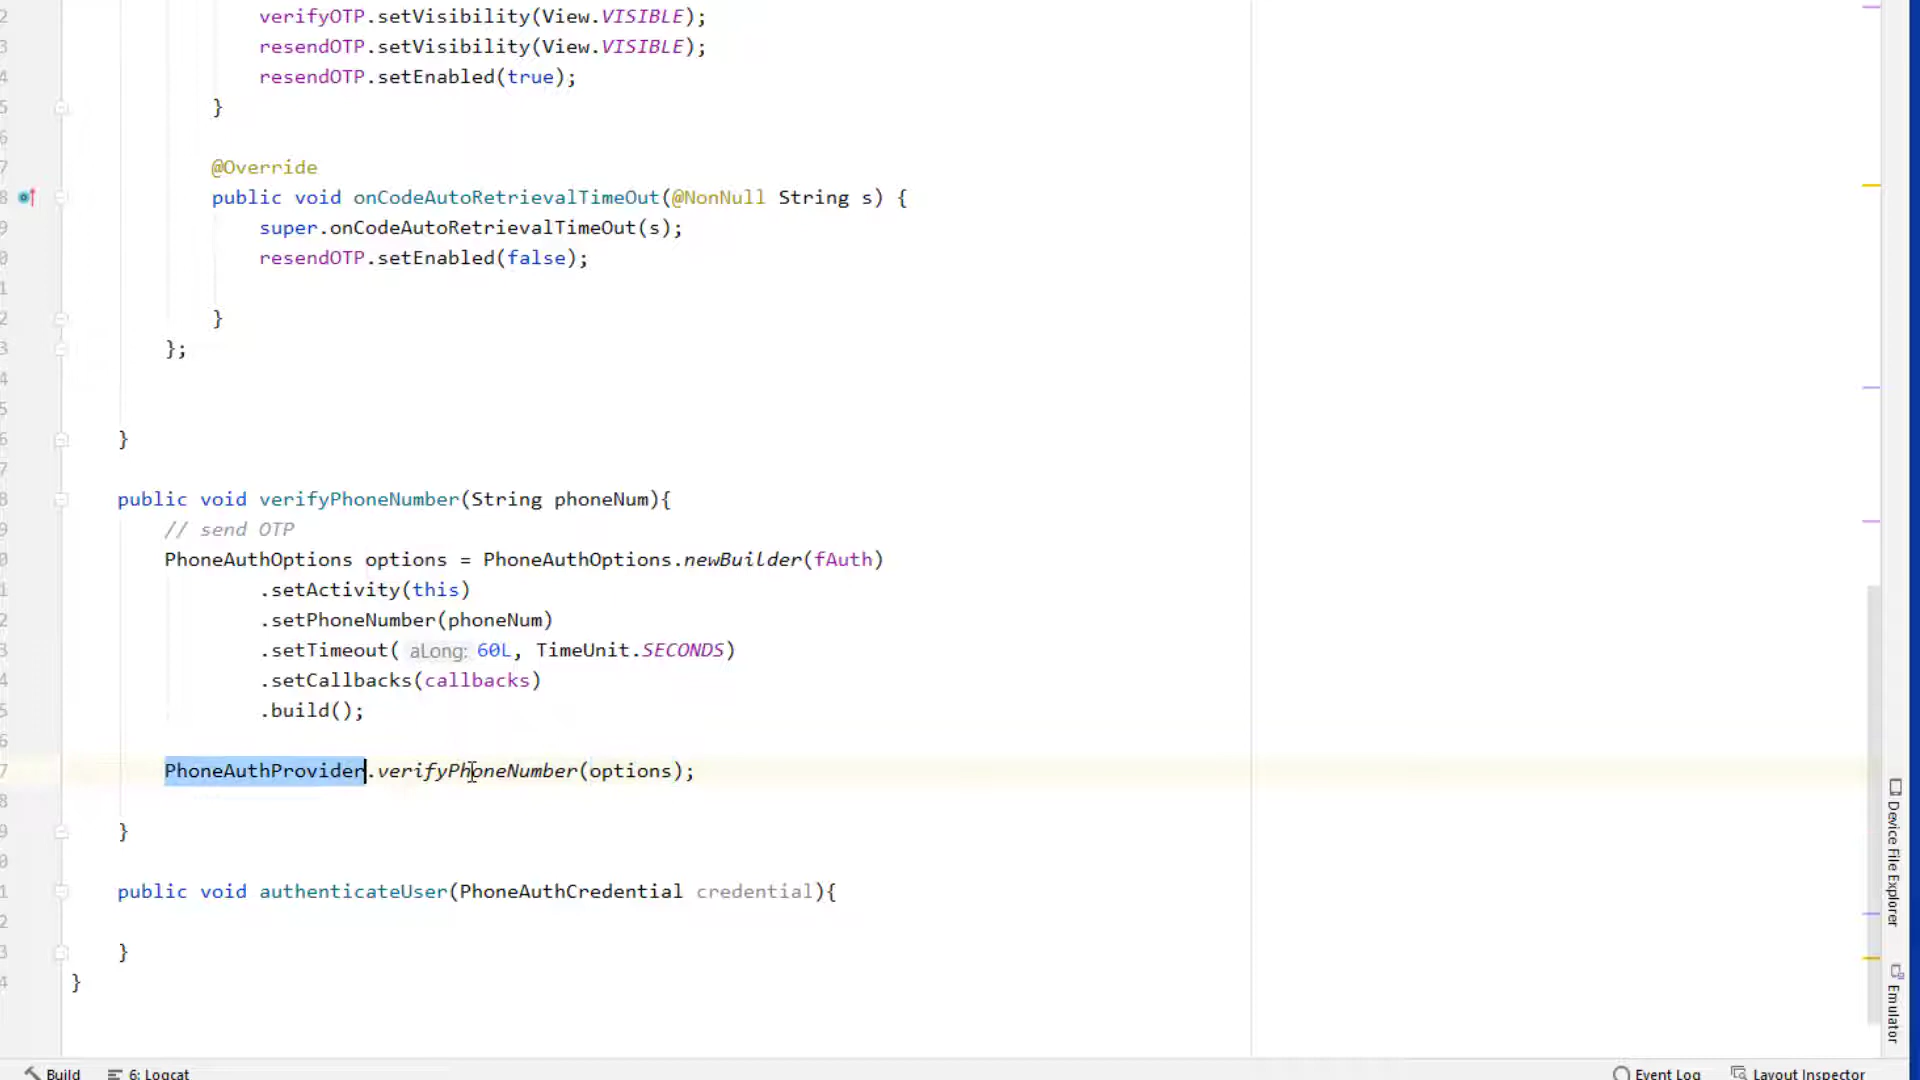 verifyOTP.setVisibility(View.VISIBLE);
resendOTP.setVisibility(View.VISIBLE);
resendOTP.setEnabled(true);
}
@Override
public void onCodeAutoRetrievalTimeOut(@NonNull String s) {
super.onCodeAutoRetrievalTimeOut(s);
resendOTP.setEnabled(false);
}
};
}
public void verifyPhoneNumber(String phoneNum){
// send OTP
PhoneAuthOptions options = PhoneAuthOptions.newBuilder(fAuth)
.setActivity(this)
.setPhoneNumber(phoneNum)
.setTimeout( aLong: 60L, TimeUnit.SECONDS)
.setCallbacks(callbacks)
.build();
PhoneAuthProvider.verifyPhoneNumber(options);
}
public void authenticateUser(PhoneAuthCredential credential){
}
}
Device File Explorer
Emulator
Build 6: Logcat Event Log Layout Inspector